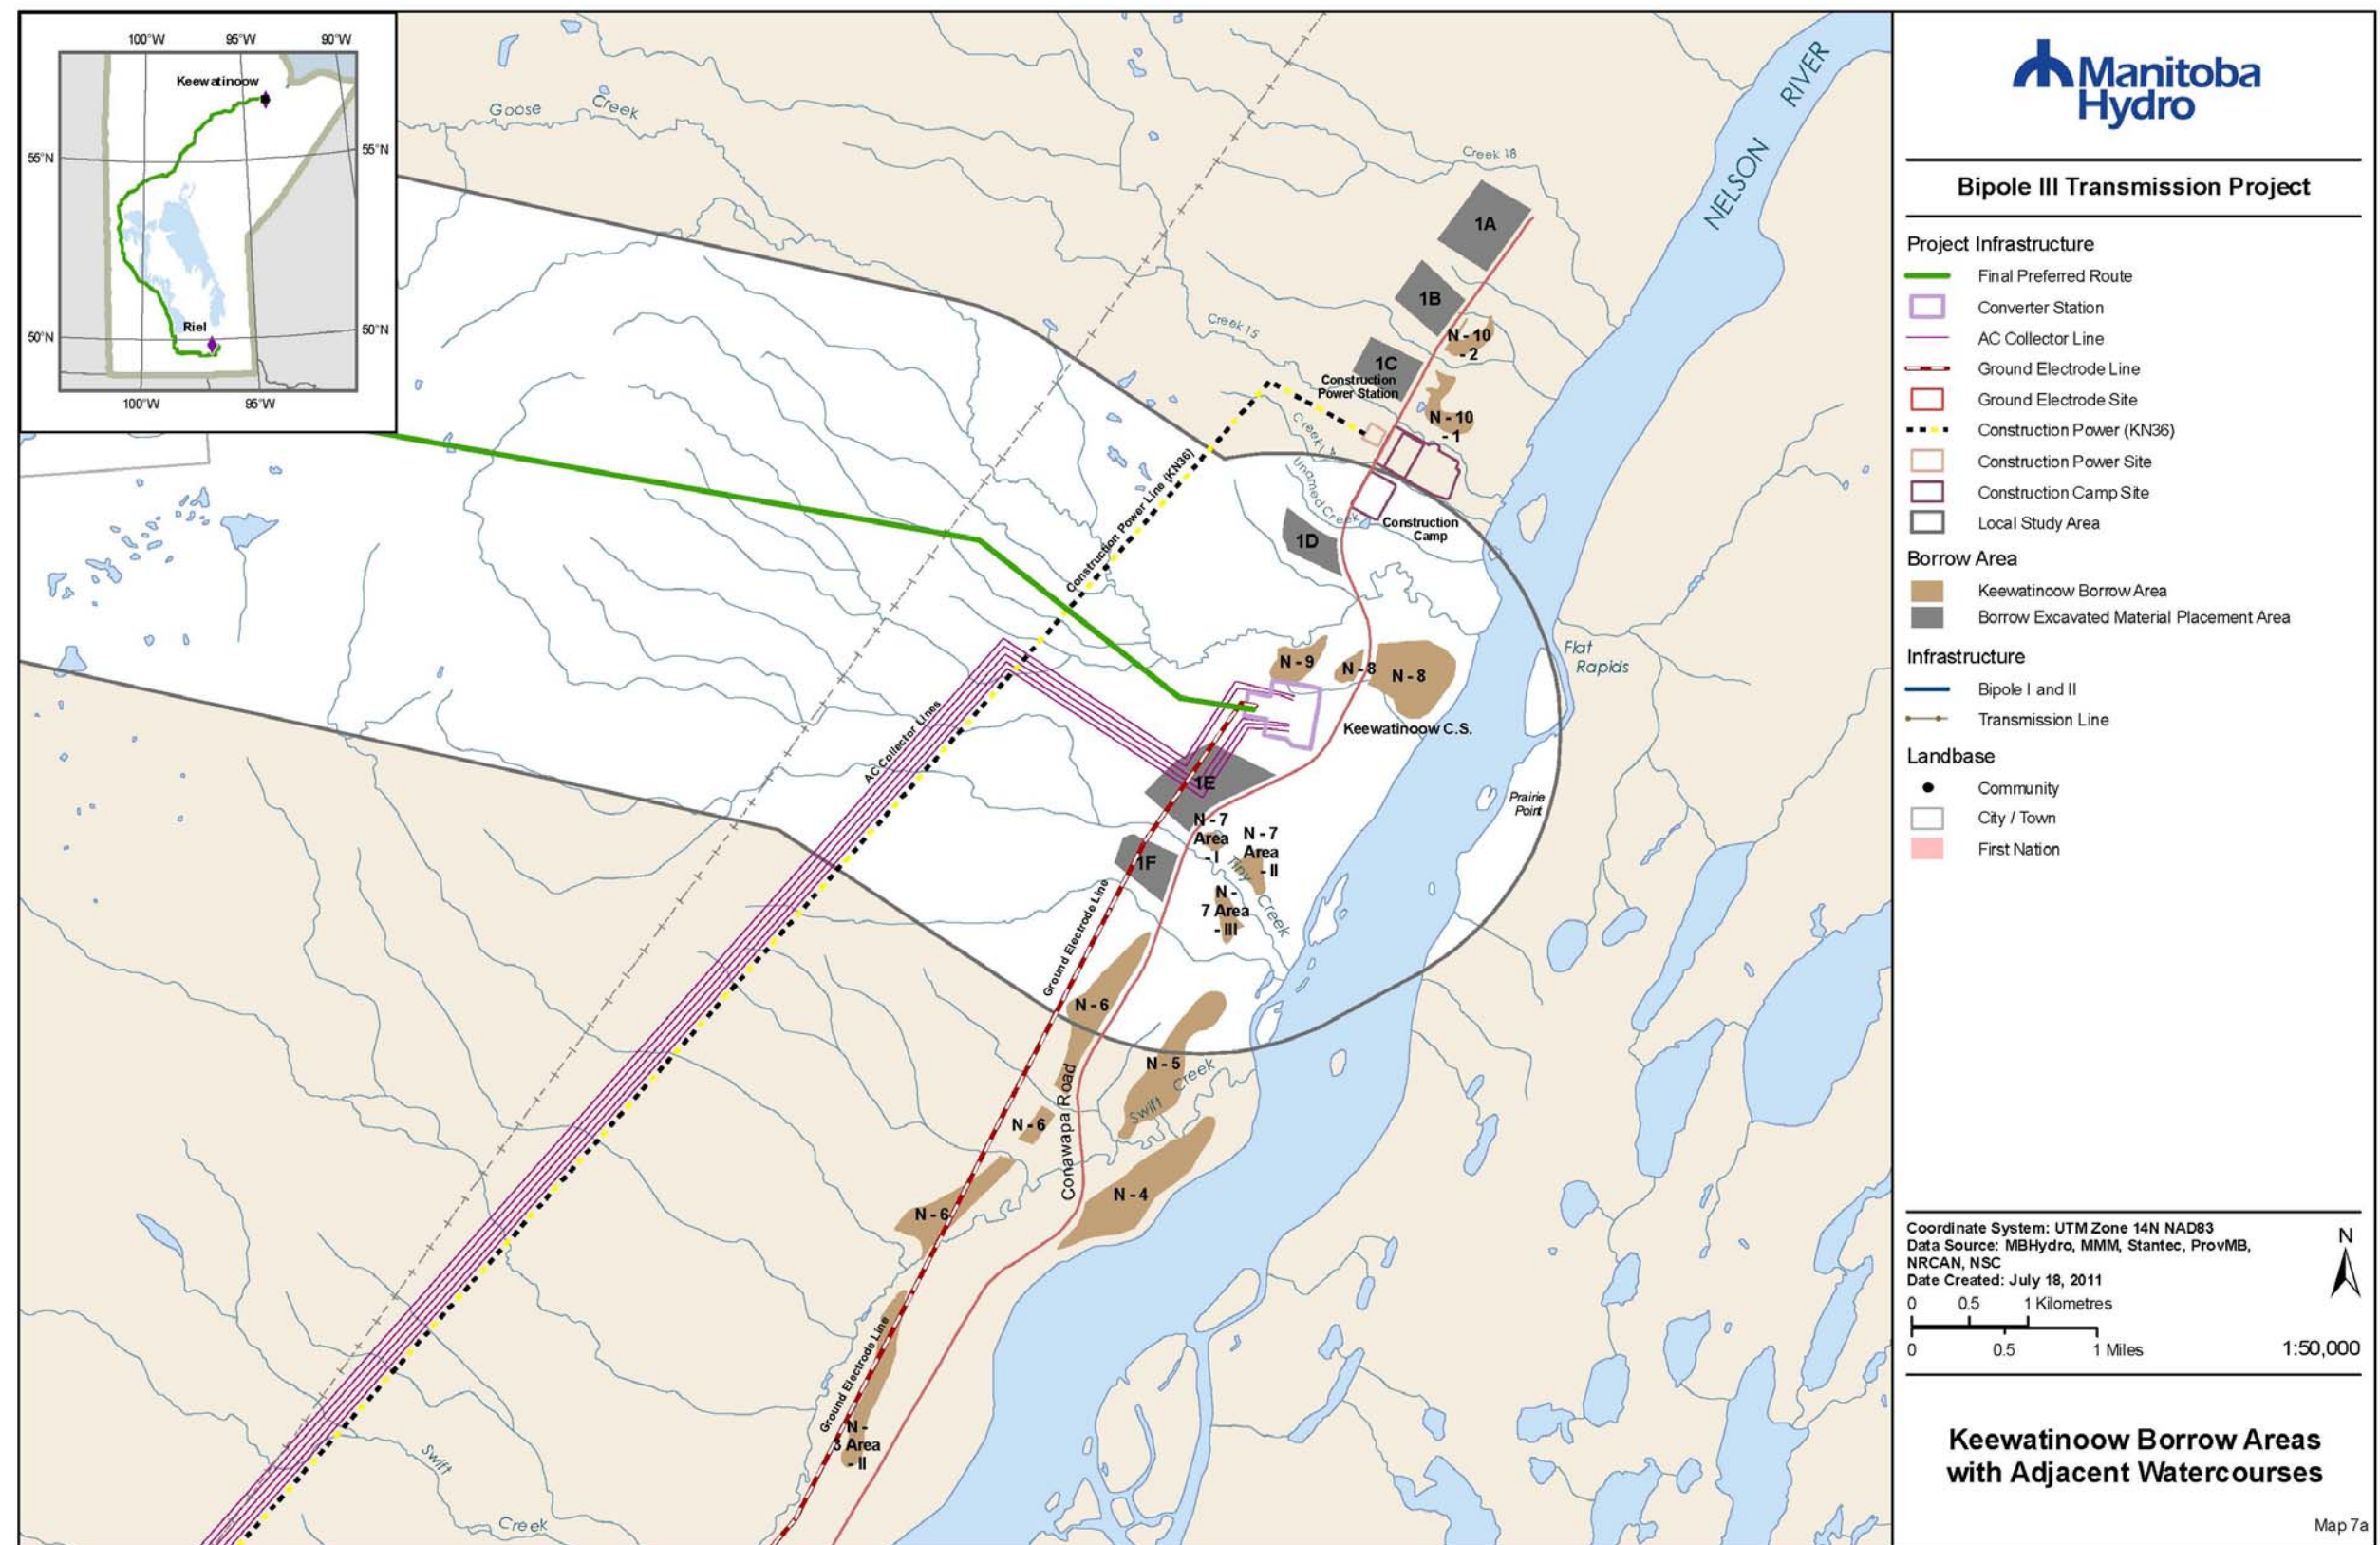 100°W 95°W 90°W
Keewatinoow
55°N 55°N
50°N 50°N
Riel
100°W 95°W
Goose Creek
Creek 18
NELSON RIVER
1A
1B
N - 10
- 2
Creek 15
1C
Construction
Power Station
N - 10
- 1
Unamed Creek
Construction Power Line (KN36)
Construction
Camp
1D
Flat
Rapids
N - 9
N - 8
N - 8
Keewatinoow C.S.
AC Collector Lines
1E
Prairie
Point
N - 7
Area
- I
N - 7
Area
- II
Tiny Creek
1F
N -
7 Area
- III
Ground Electrode Line
N - 6
N - 5
Swift Creek
N - 6
Conawapa Road
N - 4
N - 6
Ground Electrode Line
N -
3 Area
- II
Swift
Creek
Manitoba
Hydro
Bipole III Transmission Project
Project Infrastructure
Final Preferred Route
Converter Station
AC Collector Line
Ground Electrode Line
Ground Electrode Site
Construction Power (KN36)
Construction Power Site
Construction Camp Site
Local Study Area
Borrow Area
Keewatinoow Borrow Area
Borrow Excavated Material Placement Area
Infrastructure
Bipole I and II
Transmission Line
Landbase
Community
City / Town
First Nation
Coordinate System: UTM Zone 14N NAD83
Data Source: MBHydro, MMM, Stantec, ProvMB,
NRCAN, NSC
Date Created: July 18, 2011
N
0 0.5 1 Kilometres
0 0.5 1 Miles
1:50,000
Keewatinoow Borrow Areas
with Adjacent Watercourses
Map 7a